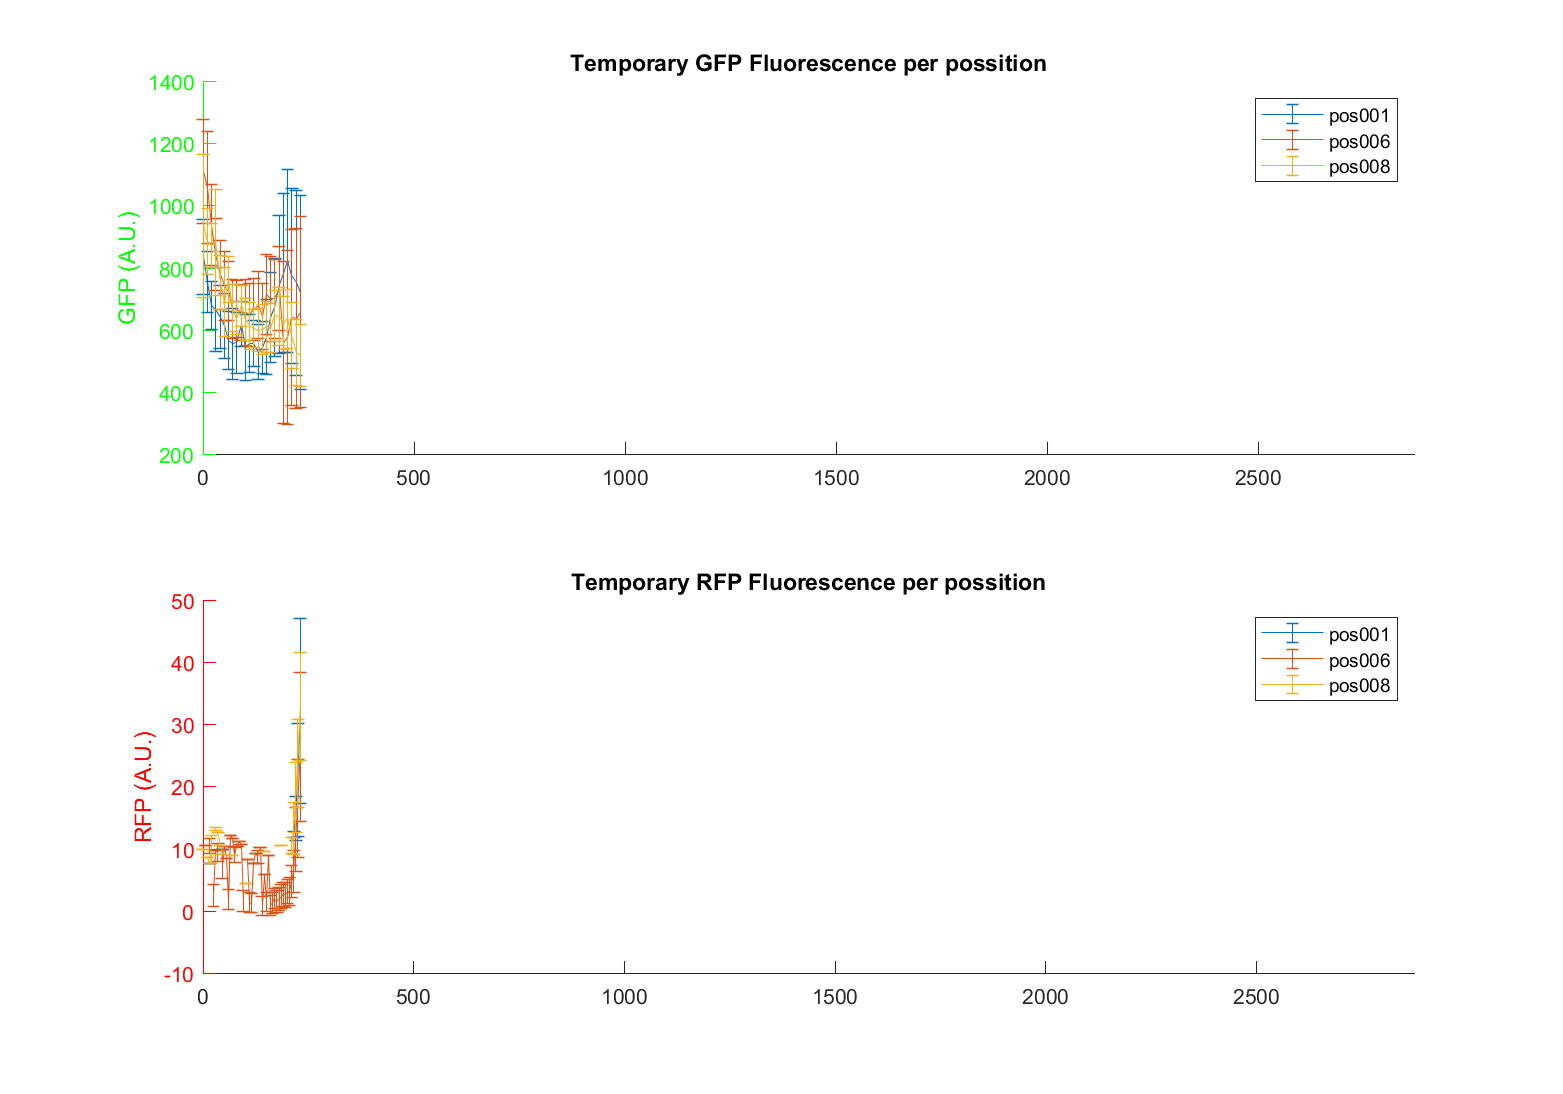 Temporary GFP Fluorescence per possition
1400
1200
1000
800
600
400
200
GFP (A.U.)
0 500 1000 1500 2000 2500
pos001
pos006
pos008
Temporary RFP Fluorescence per possition
50
40
30
20
10
0
-10
RFP (A.U.)
0 500 1000 1500 2000 2500
pos001
pos006
pos008